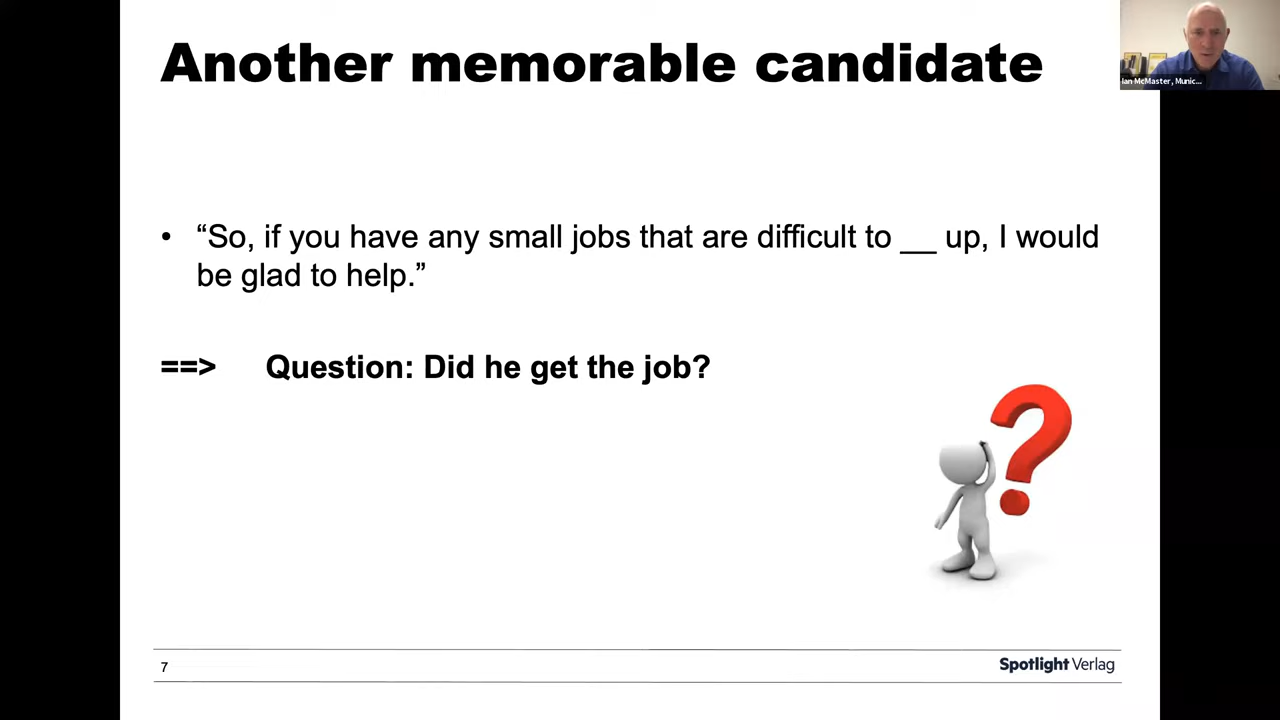 Another memorable candidate
Ian McMaster, Munic...
• “So, if you have any small jobs that are difficult to __ up, I would
be glad to help.”
==> Question: Did he get the job?
?
7
Spotlight Verlag